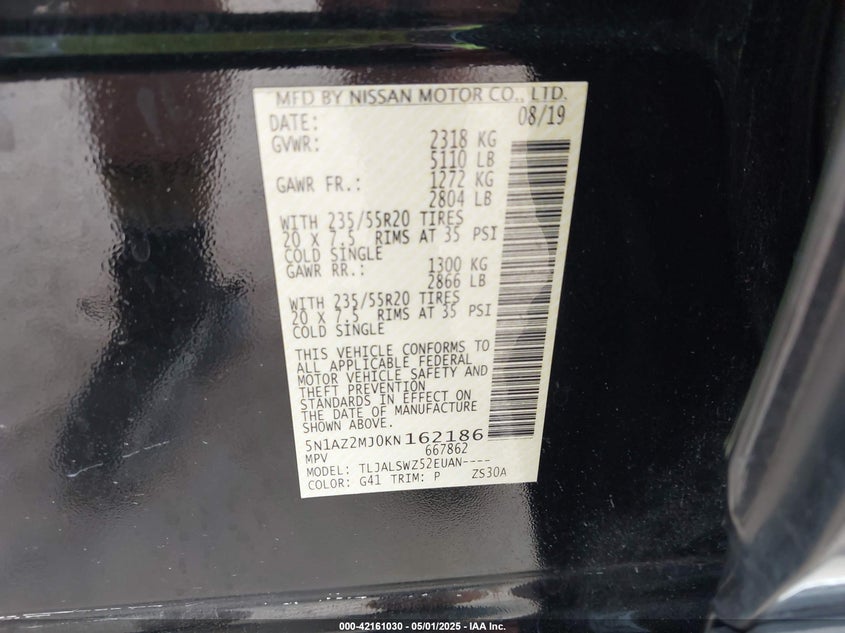 MFD BY NISSAN MOTOR CO., LTD.
DATE: 08/19
GVWR: 2318 KG
5110 LB
GAWR FR.: 1272 KG
2804 LB
WITH 235/55R20 TIRES
20 X 7.5 RIMS AT 35 PSI
COLD SINGLE
GAWR RR.: 1300 KG
2866 LB
WITH 235/55R20 TIRES
20 X 7.5 RIMS AT 35 PSI
COLD SINGLE
THIS VEHICLE CONFORMS TO
ALL APPLICABLE FEDERAL
MOTOR VEHICLE SAFETY AND
THEFT PREVENTION
STANDARDS IN EFFECT ON
THE DATE OF MANUFACTURE
SHOWN ABOVE.
5N1AZ2MJ0KN162186
MPV 667862
MODEL: TLJALSWZ52EUAN----
COLOR: G41 TRIM: P ZS30A
000-42161030 - 05/01/2025 - IAA Inc.